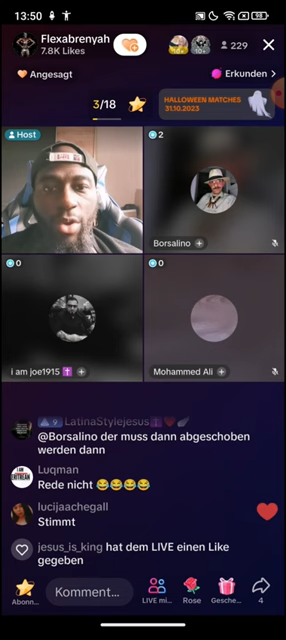 13:50
98
Flexabrenyah
7.8K Likes
229
Angesagt
Erkunden >
3/18
HALLOWEEN MATCHES
31.10.2023
Host
2
Borsalino +
0
i am joe1915 +
0
Mohammed Ali +
9 LatinaStylejesus
@Borsalino der muss dann abgeschoben
werden dann
Luqman
Rede nicht 😂😂😂😂
lucijaachegall
Stimmt
jesus_is_king hat dem LIVE einen Like
gegeben
Abonn...
Komment...
LIVE mi...
Rose
Gesche...
4